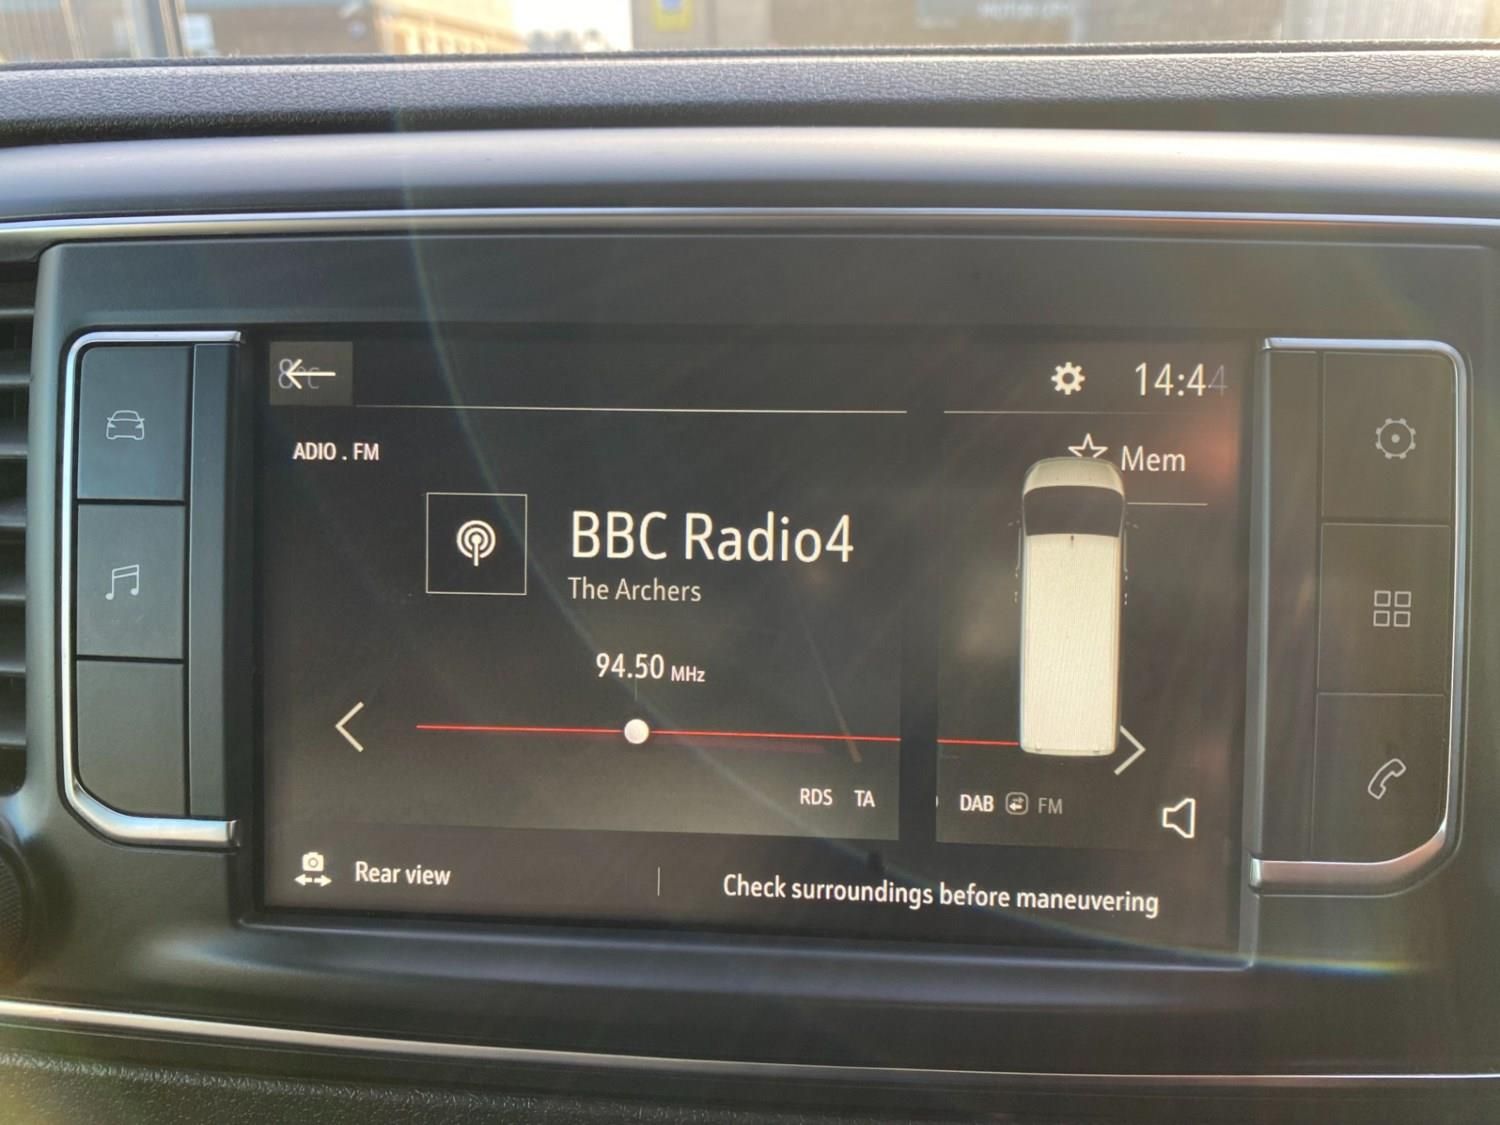 8°C
14:44
ADIO . FM
Mem
BBC Radio4
The Archers
94.50 MHz
RDS TA
DAB FM
Rear view
Check surroundings before maneuvering